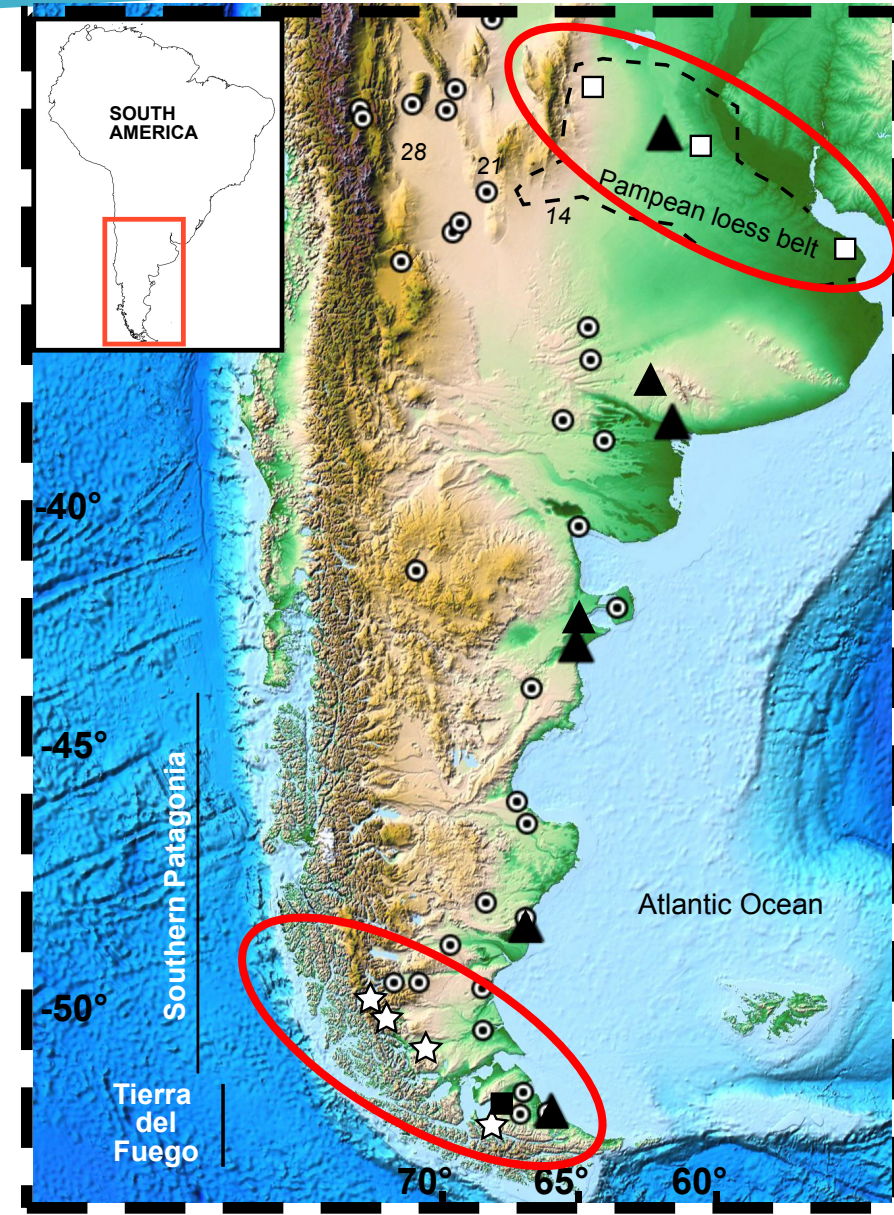 SOUTH
AMERICA
28
21
14
Pampean loess belt
-40°
-45°
-50°
Southern Patagonia
Atlantic Ocean
Tierra
del
Fuego
70°
65°
60°